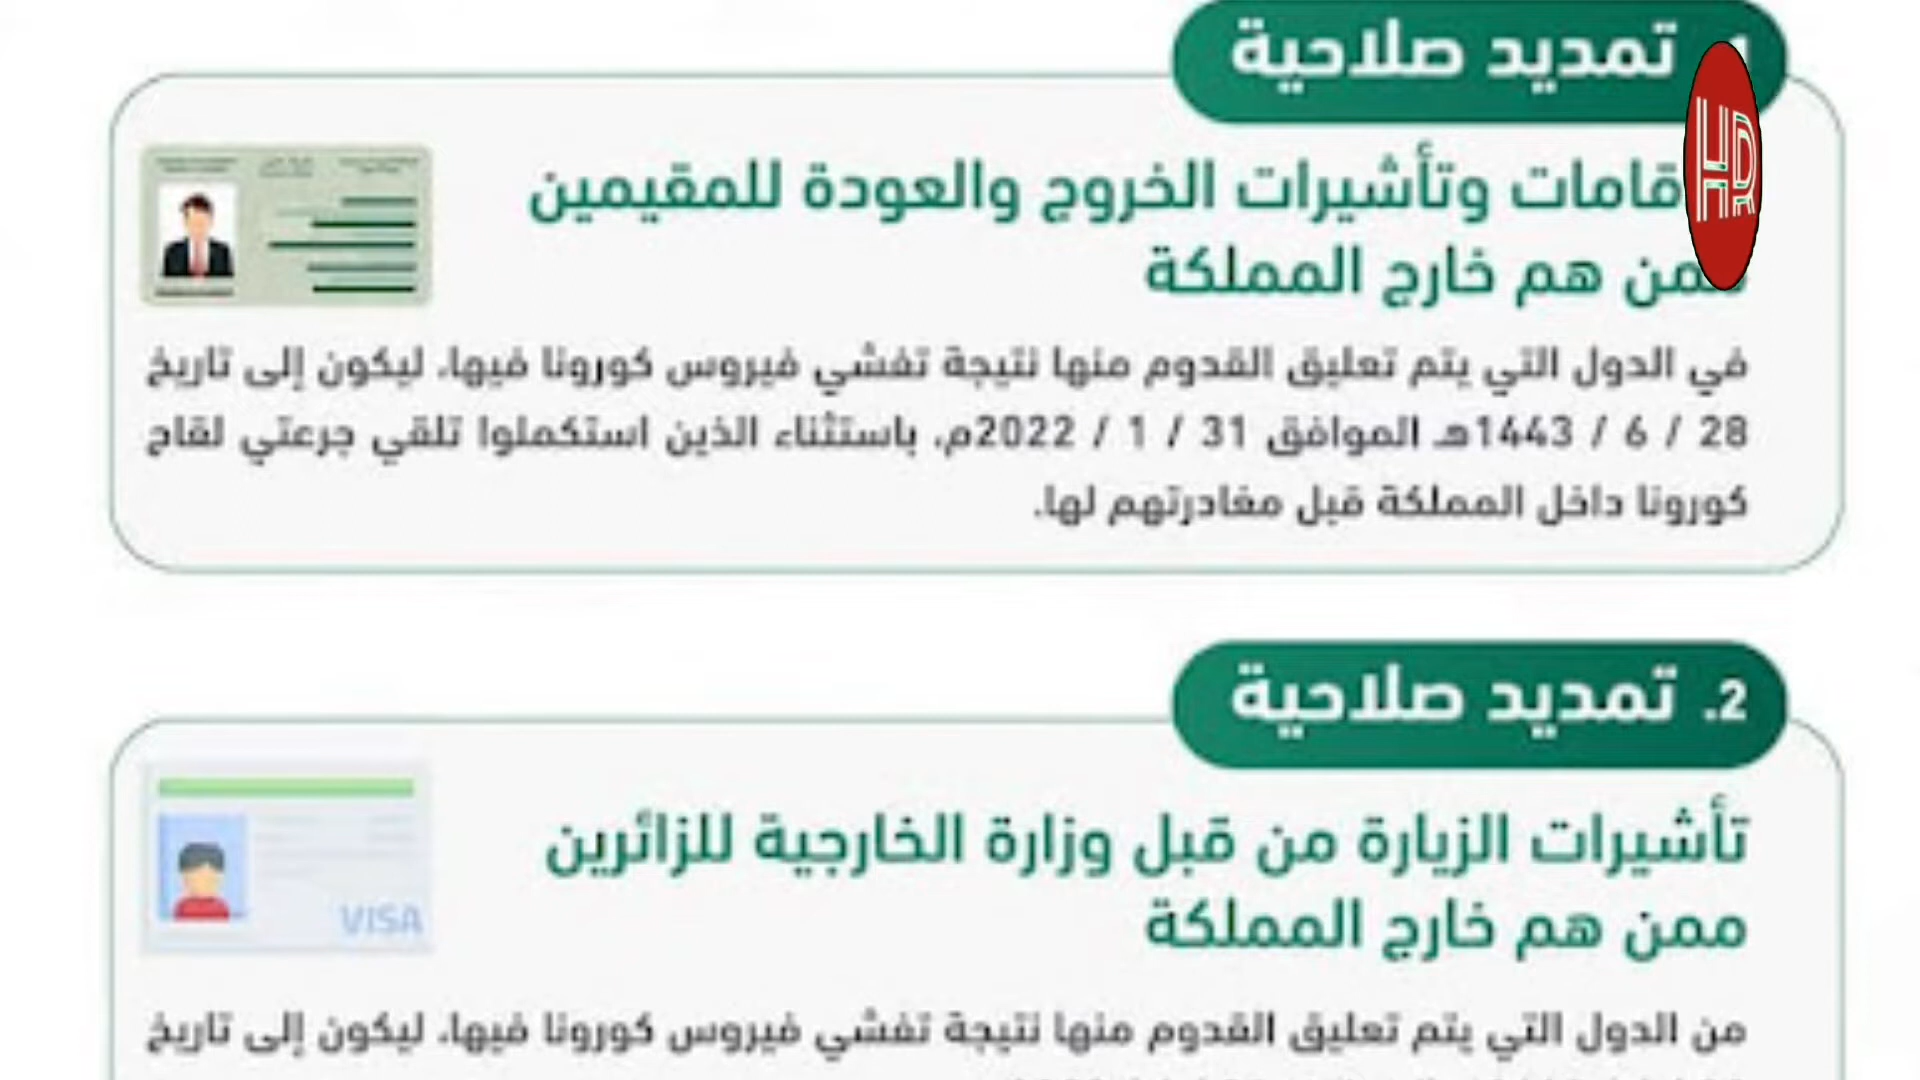 تمديد صلاحية
وتأشيرات الخروج والعودة للمقيمين
هم خارج المملكة
في الدول التي يتم تعليق القدوم منها نتيجة تفشي فيروس كورونا فيها، ليكون إلى تاريخ
28 / 6 / 1443هـ الموافق 31 / 1 / 2022م، باستثناء الذين استكملوا تلقي جرعتي لقاح
كورونا داخل المملكة قبل مغادرتهم لها.
2. تمديد صلاحية
تأشيرات الزيارة من قبل وزارة الخارجية للزائرين
ممن هم خارج المملكة
VISA
من الدول التي يتم تعليق القدوم منها نتيجة تفشي فيروس كورونا فيها، ليكون إلى تاريخ